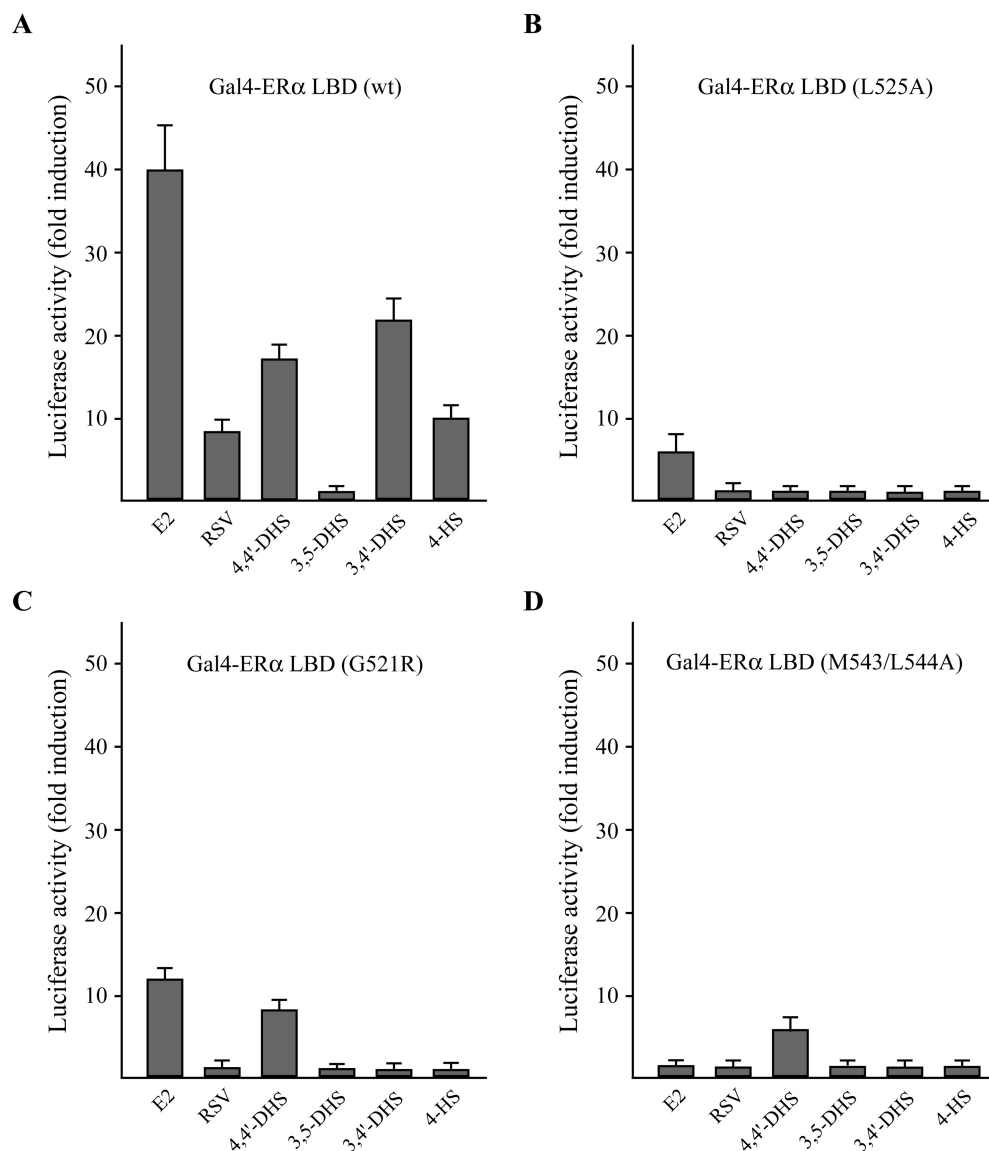 A
Gal4-ERα LBD (wt)
Luciferase activity (fold induction)
50
40
30
20
10
E2
RSV
4,4'-DHS
3,5-DHS
3,4'-DHS
4-HS
B
Gal4-ERα LBD (L525A)
Luciferase activity (fold induction)
50
40
30
20
10
E2
RSV
4,4'-DHS
3,5-DHS
3,4'-DHS
4-HS
C
Gal4-ERα LBD (G521R)
Luciferase activity (fold induction)
50
40
30
20
10
E2
RSV
4,4'-DHS
3,5-DHS
3,4'-DHS
4-HS
D
Gal4-ERα LBD (M543/L544A)
Luciferase activity (fold induction)
50
40
30
20
10
E2
RSV
4,4'-DHS
3,5-DHS
3,4'-DHS
4-HS